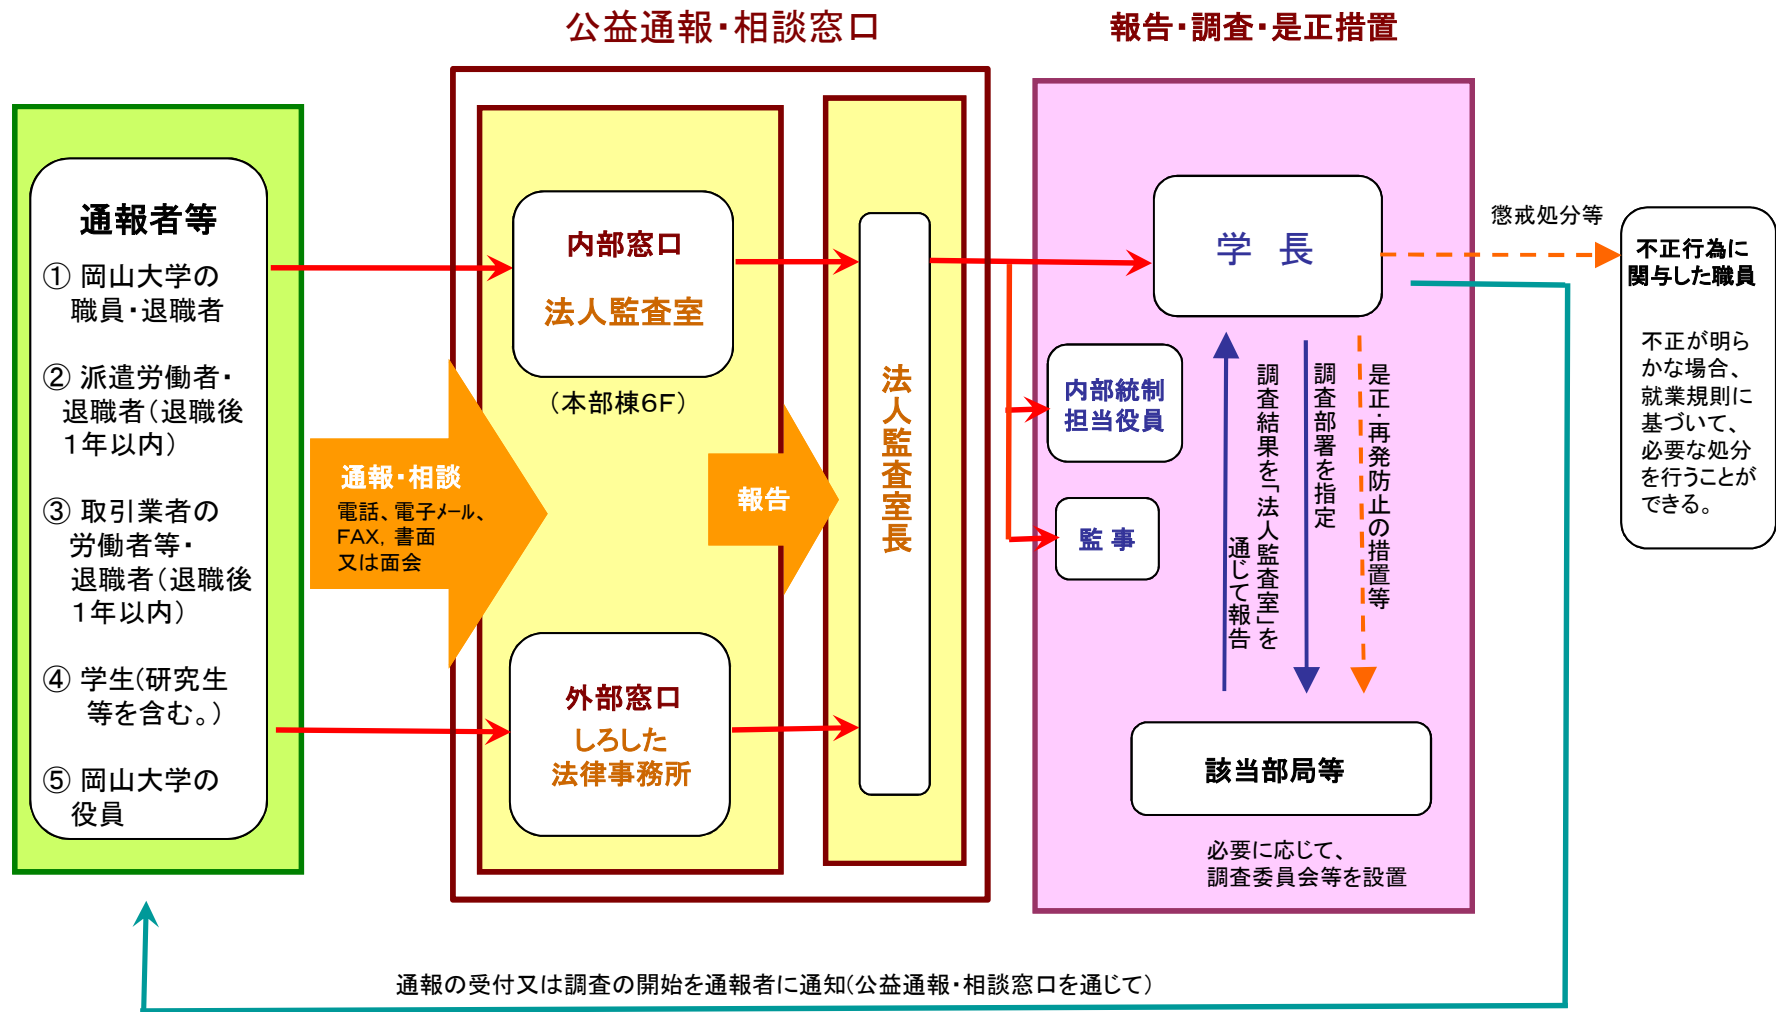 公益通報・相談窓口
報告・調査・是正措置
通報者等
① 岡山大学の
職員・退職者
② 派遣労働者・
退職者（退職後
１年以内）
③ 取引業者の
労働者等・
退職者（退職後
１年以内）
④ 学生(研究生
等を含む。）
⑤ 岡山大学の
役員
通報・相談
電話、電子メール、
FAX，書面
又は面会
内部窓口
法人監査室
（本部棟６F）
外部窓口
しろした
法律事務所
報告
法人監査室長
学　長
内部統制
担当役員
監 事
調査結果を「法人監査室」を
通じて報告
調査部署を指定
是正・再発防止の措置等
該当部局等
必要に応じて、
調査委員会等を設置
懲戒処分等
不正行為に
関与した職員
不正が明ら
かな場合、
就業規則に
基づいて、
必要な処分
を行うことが
できる。
通報の受付又は調査の開始を通報者に通知(公益通報・相談窓口を通じて）